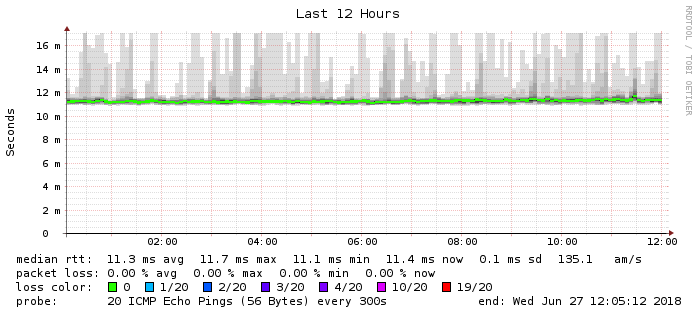 Last 12 Hours
RRDTOOL / TOBI OETIKER
Seconds
16 m
14 m
12 m
10 m
8 m
6 m
4 m
2 m
0
02:00 04:00 06:00 08:00 10:00 12:00
median rtt: 11.3 ms avg 11.7 ms max 11.1 ms min 11.4 ms now 0.1 ms sd 135.1 am/s
packet loss: 0.00 % avg 0.00 % max 0.00 % min 0.00 % now
loss color: 0 1/20 2/20 3/20 4/20 10/20 19/20
probe: 20 ICMP Echo Pings (56 Bytes) every 300s end: Wed Jun 27 12:05:12 2018